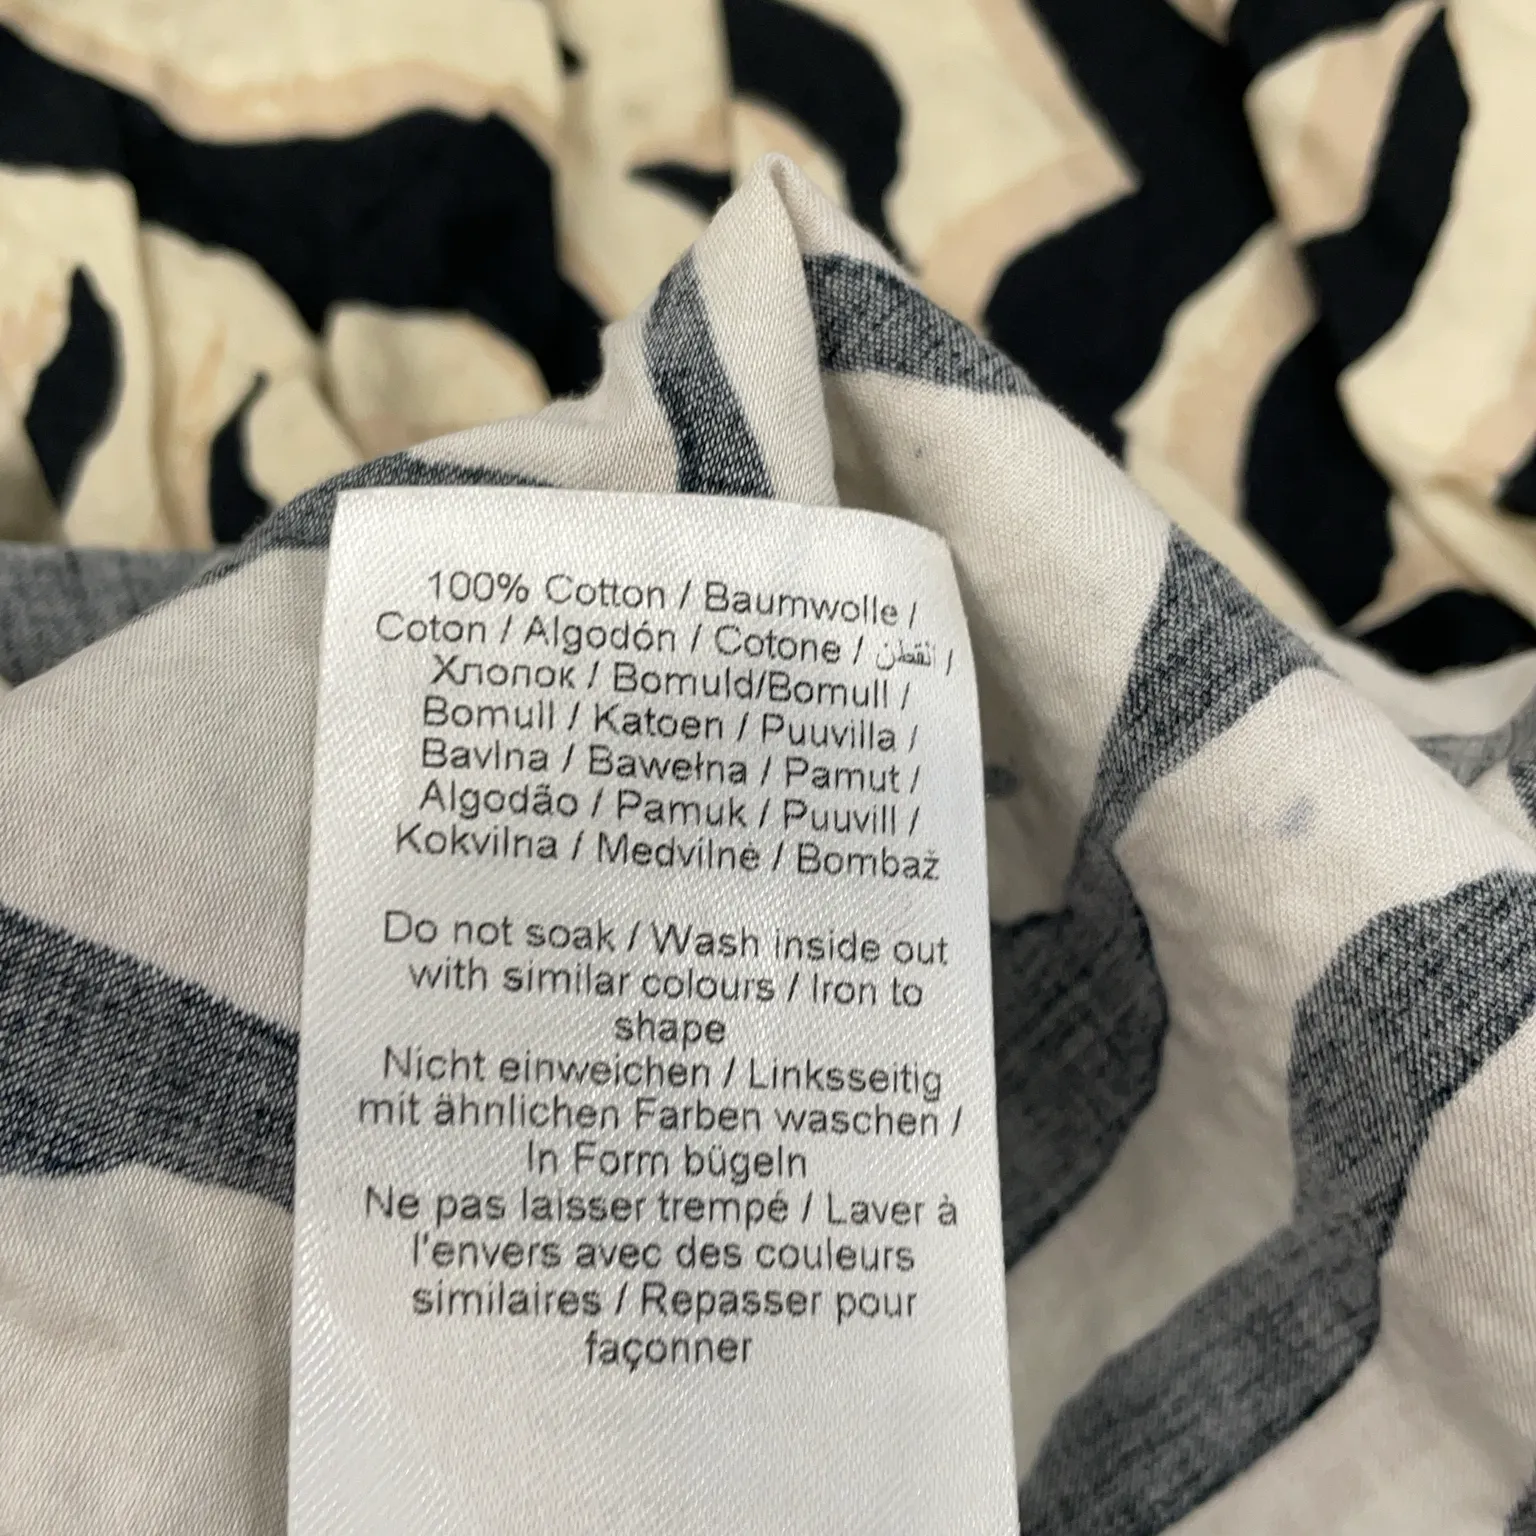 100% Cotton / Baumwolle /
Coton / Algodón / Cotone / القطن /
Хлопок / Bomuld/Bomull /
Bomull / Katoen / Puuvilla /
Bavlna / Bawełna / Pamut /
Algodão / Pamuk / Puuvill /
Kokvilna / Medvilnė / Bombaž
Do not soak / Wash inside out
with similar colours / Iron to
shape
Nicht einweichen / Linksseitig
mit ähnlichen Farben waschen /
In Form bügeln
Ne pas laisser trempé / Laver à
l'envers avec des couleurs
similaires / Repasser pour
façonner